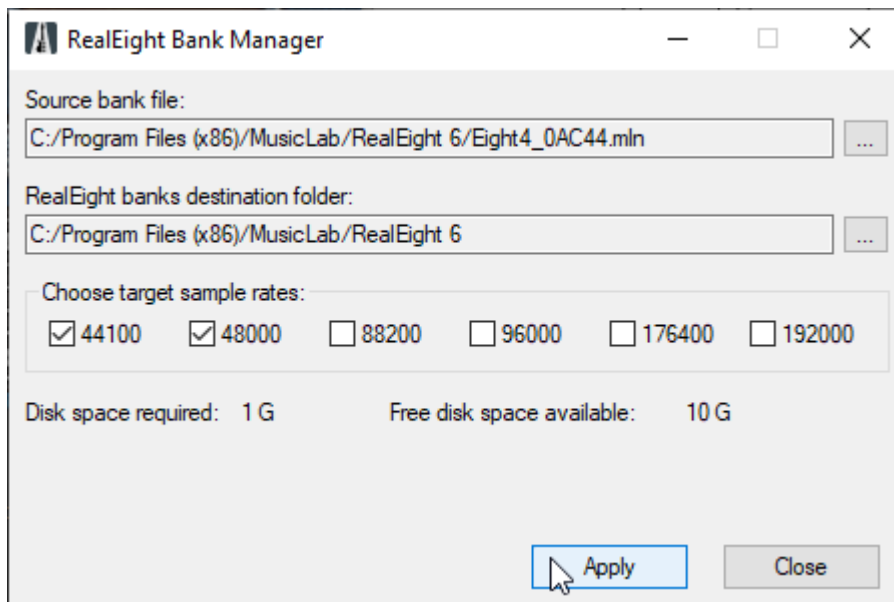 RealEight Bank Manager
Source bank file:
C:/Program Files (x86)/MusicLab/RealEight 6/Eight4_0AC44.mln
...
RealEight banks destination folder:
C:/Program Files (x86)/MusicLab/RealEight 6
...
Choose target sample rates:
44100 48000 88200 96000 176400 192000
Disk space required: 1 G Free disk space available: 10 G
Apply Close